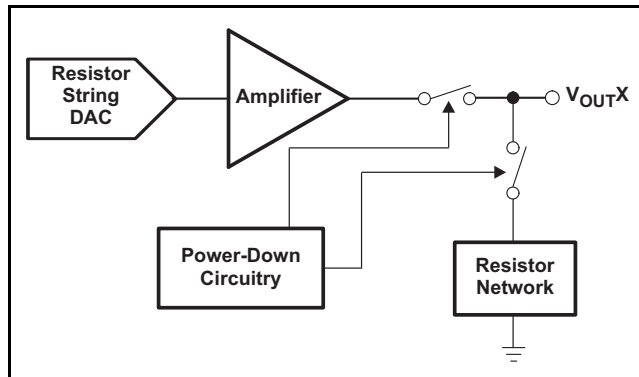 Resistor
String
DAC
Amplifier
VOUTX
Power-Down
Circuitry
Resistor
Network